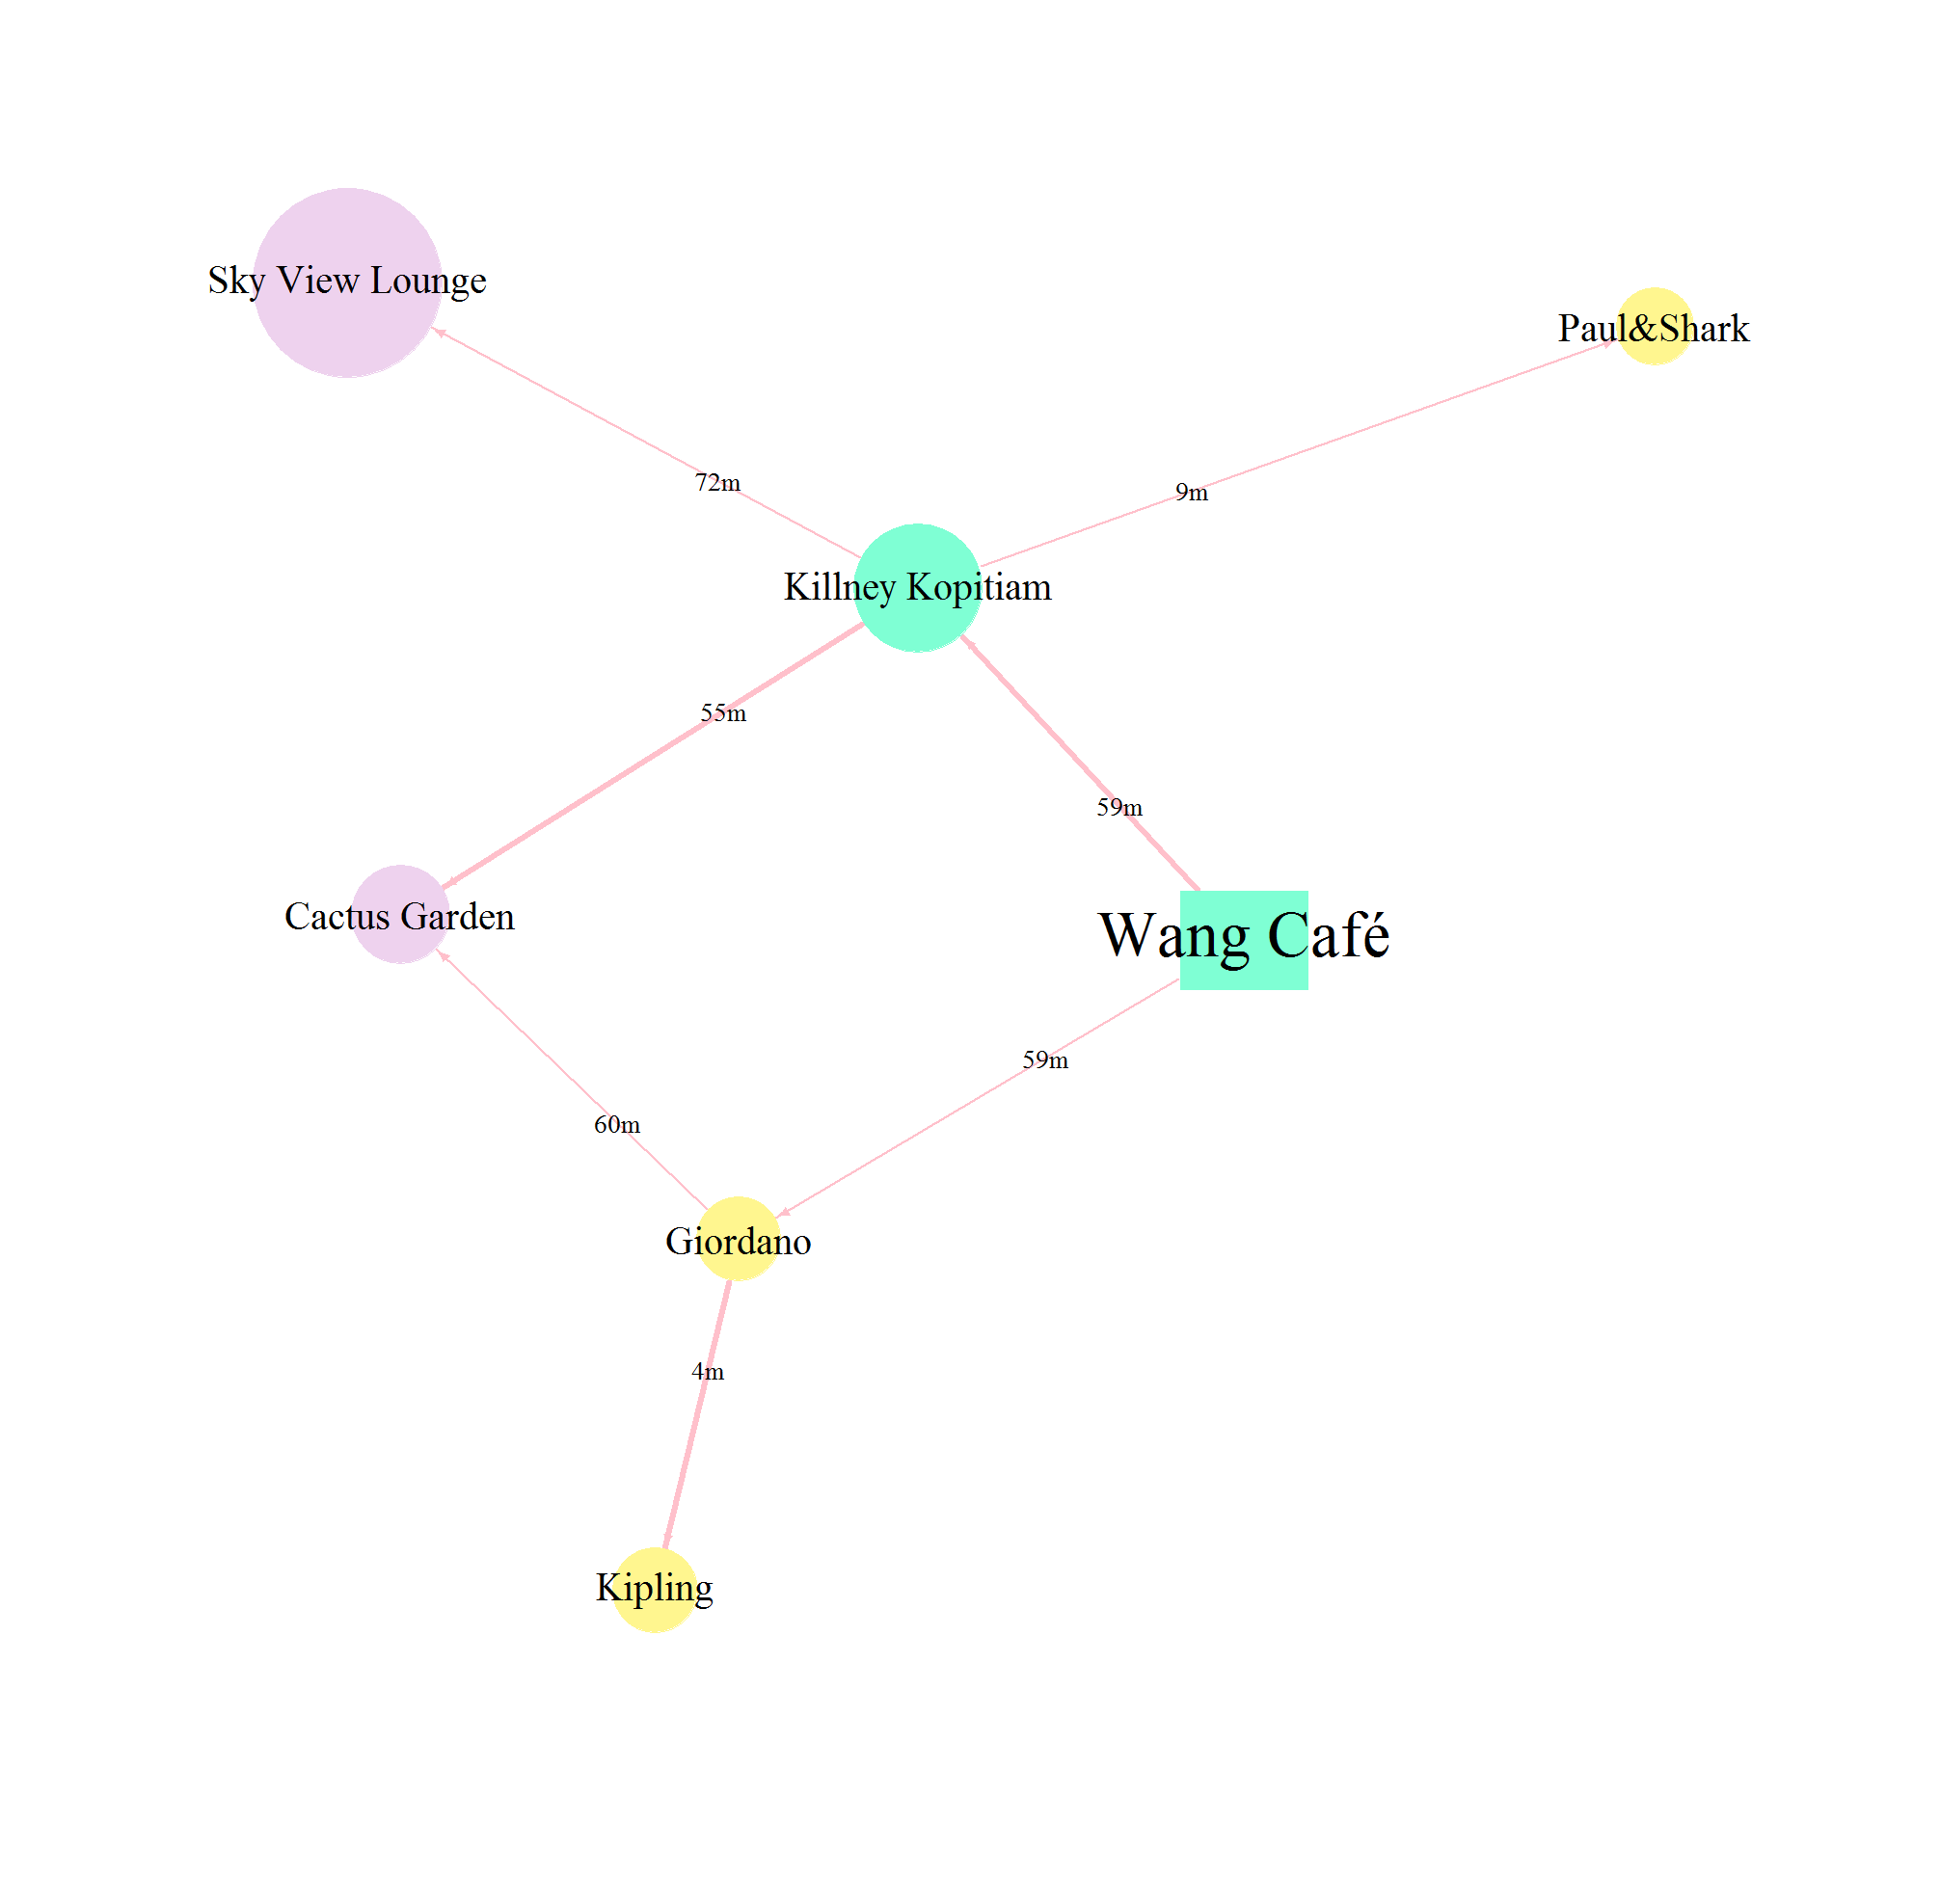 Sky View Lounge
Paul&Shark
72m
9m
Killney Kopitiam
55m
59m
Cactus Garden
Wang Café
59m
60m
Giordano
4m
Kipling